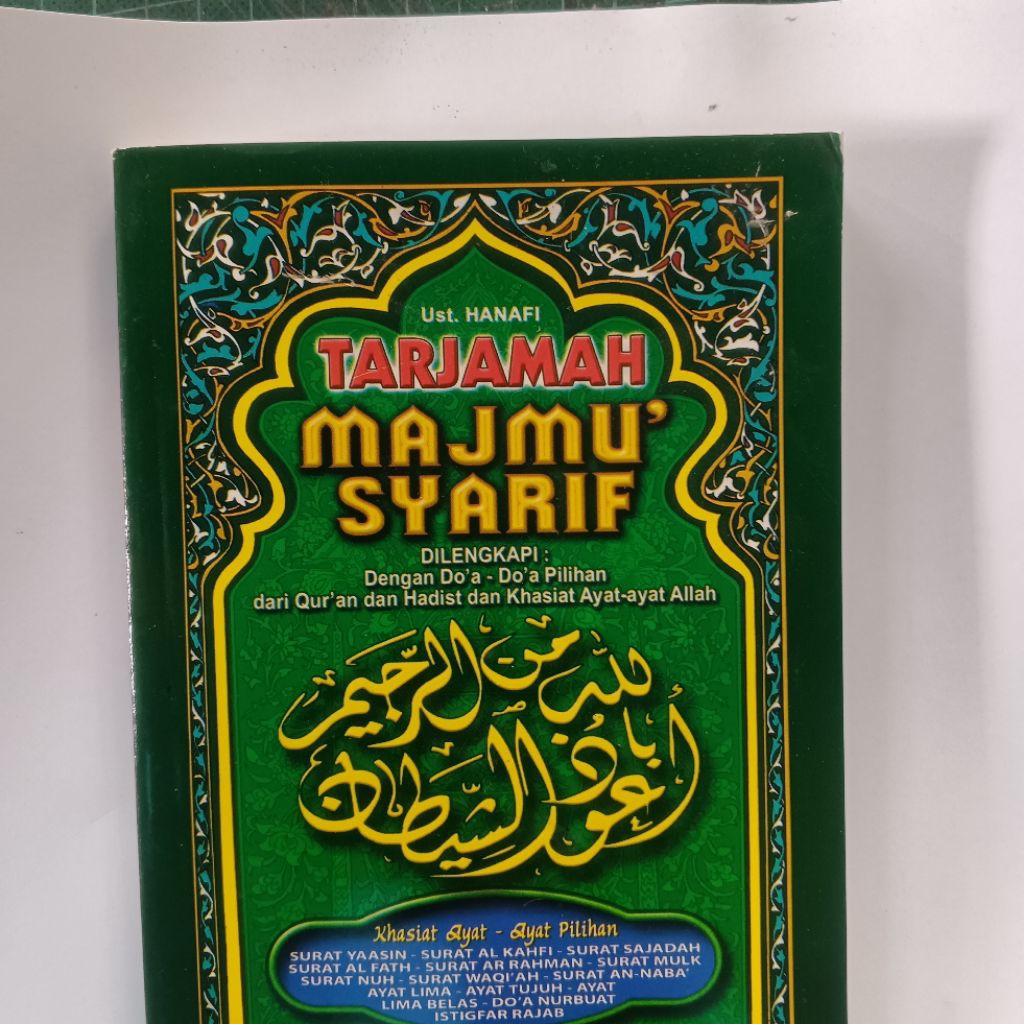 Ust. HANAFI
TARJAMAH
MAJMU'
SYARIF
DILENGKAPI :
Dengan Do'a - Do'a Pilihan
dari Qur'an dan Hadist dan Khasiat Ayat-ayat Allah
أعوذ بالله من الشيطان الرجيم
Khasiat Ayat - Ayat Pilihan
SURAT YAASIN - SURAT AL KAHFI - SURAT SAJADAH
SURAT AL FATH - SURAT AR RAHMAN - SURAT MULK
SURAT NUH - SURAT WAQI'AH - SURAT AN-NABA'
AYAT LIMA - AYAT TUJUH - AYAT
LIMA BELAS - DO'A NURBUAT
ISTIGFAR RAJAB